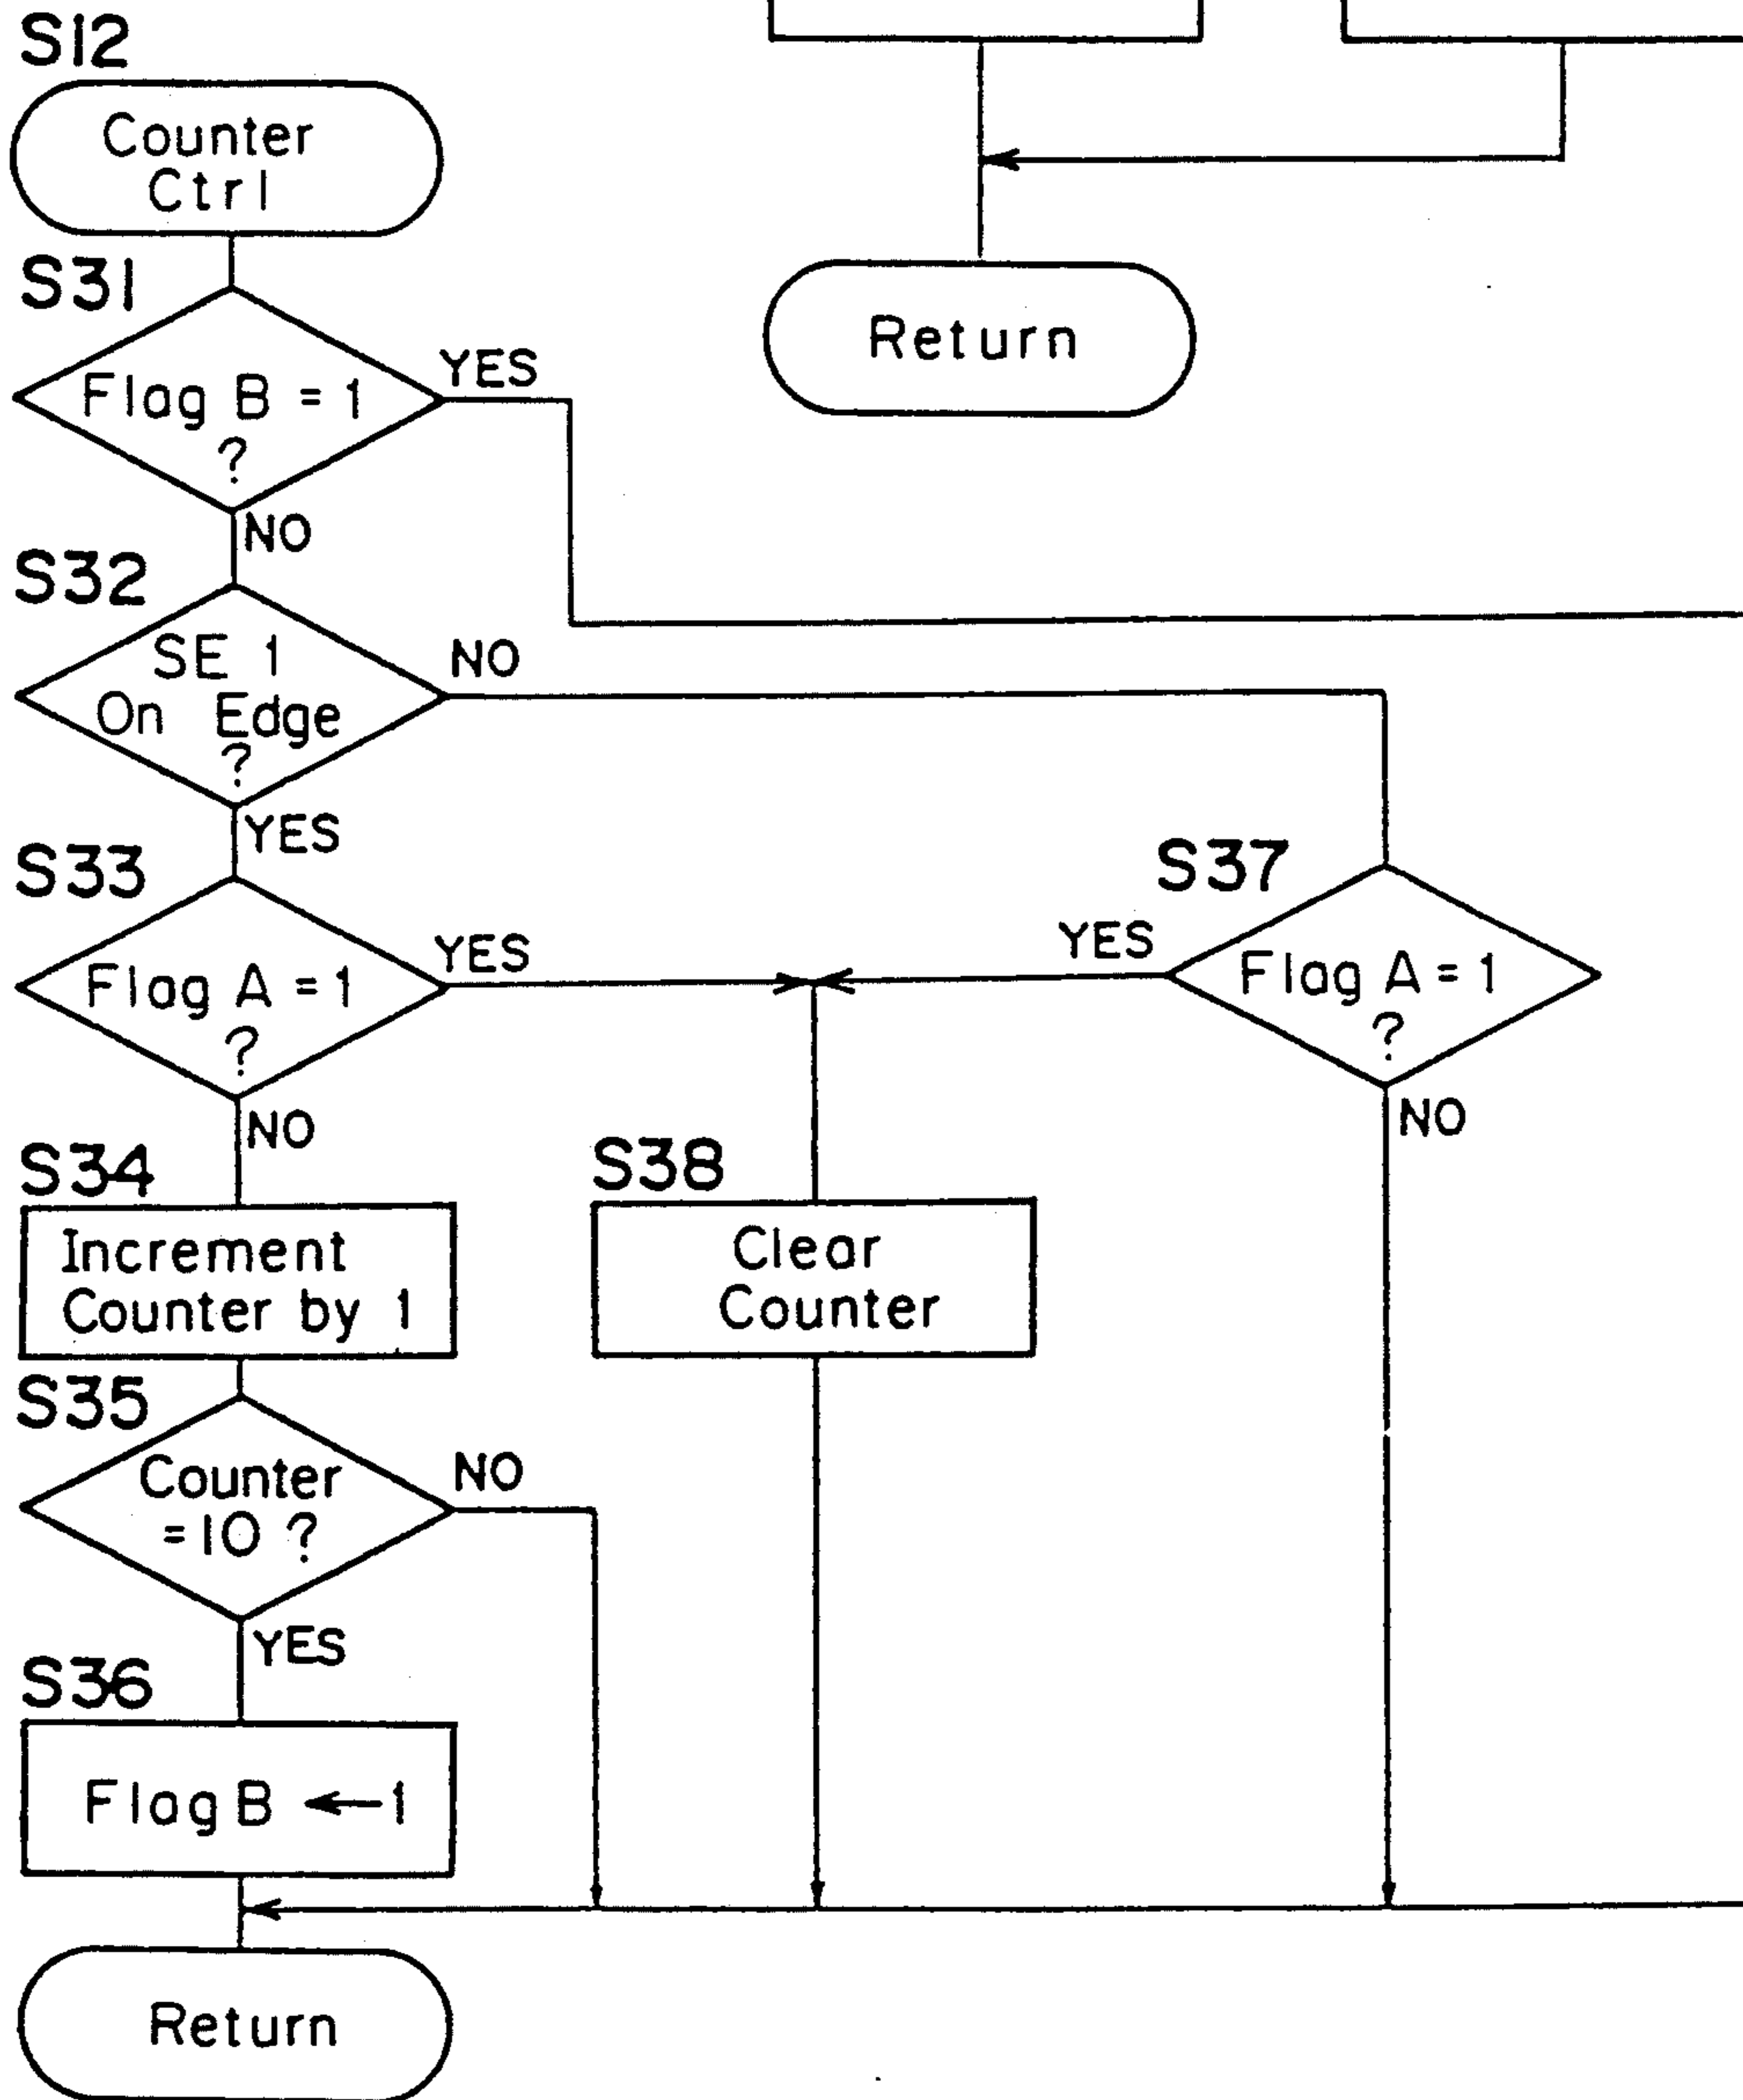 S12
Counter
Ctrl
Return
S31
Flag B = 1
?
YES
NO
S32
SE 1
On Edge
?
NO
YES
S33
Flag A = 1
?
YES
NO
S37
Flag A = 1
?
YES
NO
S34
Increment
Counter by 1
S38
Clear
Counter
S35
Counter
=10 ?
NO
YES
S36
Flag B ← 1
Return